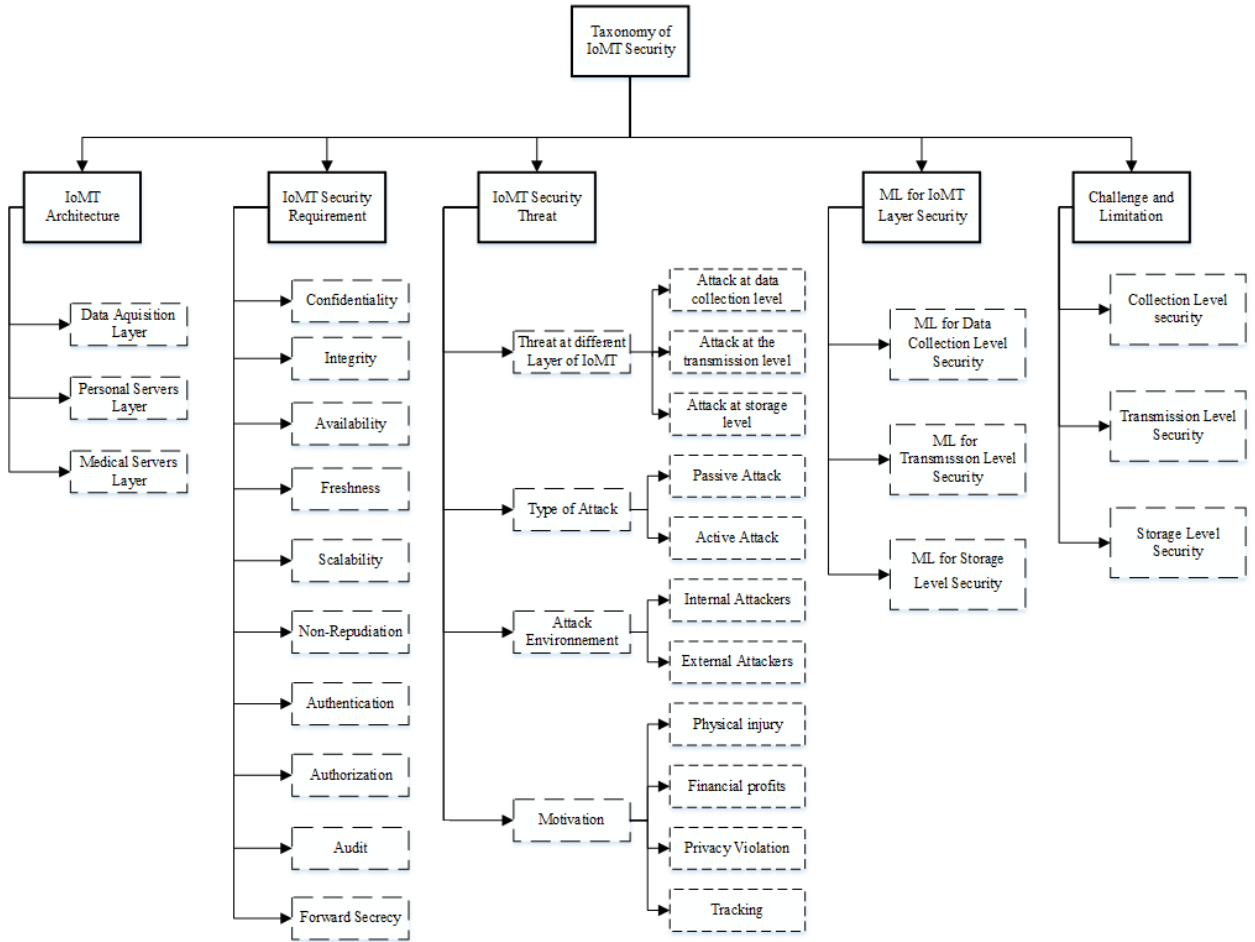 Taxonomy of
IoMT Security
IoMT
Architecture
Data Aquisition
Layer
Personal Servers
Layer
Medical Servers
Layer
IoMT Security
Requirement
Confidentiality
Integrity
Availability
Freshness
Scalability
Non-Repudiation
Authentication
Authorization
Audit
Forward Secrecy
IoMT Security
Threat
Threat at different
Layer of IoMT
Attack at data
collection level
Attack at the
transmission level
Attack at storage
level
Type of Attack
Passive Attack
Active Attack
Attack
Environnement
Internal Attackers
External Attackers
Motivation
Physical injury
Financial profits
Privacy Violation
Tracking
ML for IoMT
Layer Security
ML for Data
Collection Level
Security
ML for
Transmission Level
Security
ML for Storage
Level Security
Challenge and
Limitation
Collection Level
security
Transmission Level
Security
Storage Level
Security